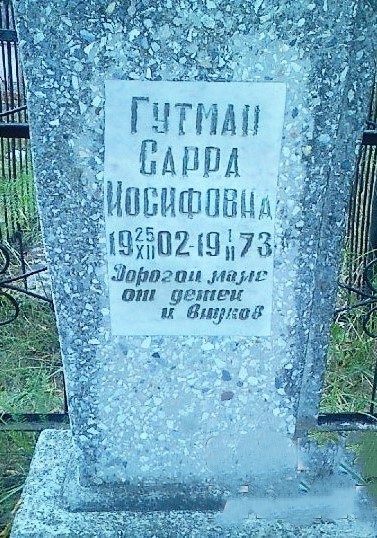 ГУТМАН
САРРА
ИОСИФОВНА
19 25/XII 02-19 1/II 73
Дорогой маме
от детей
и внуков